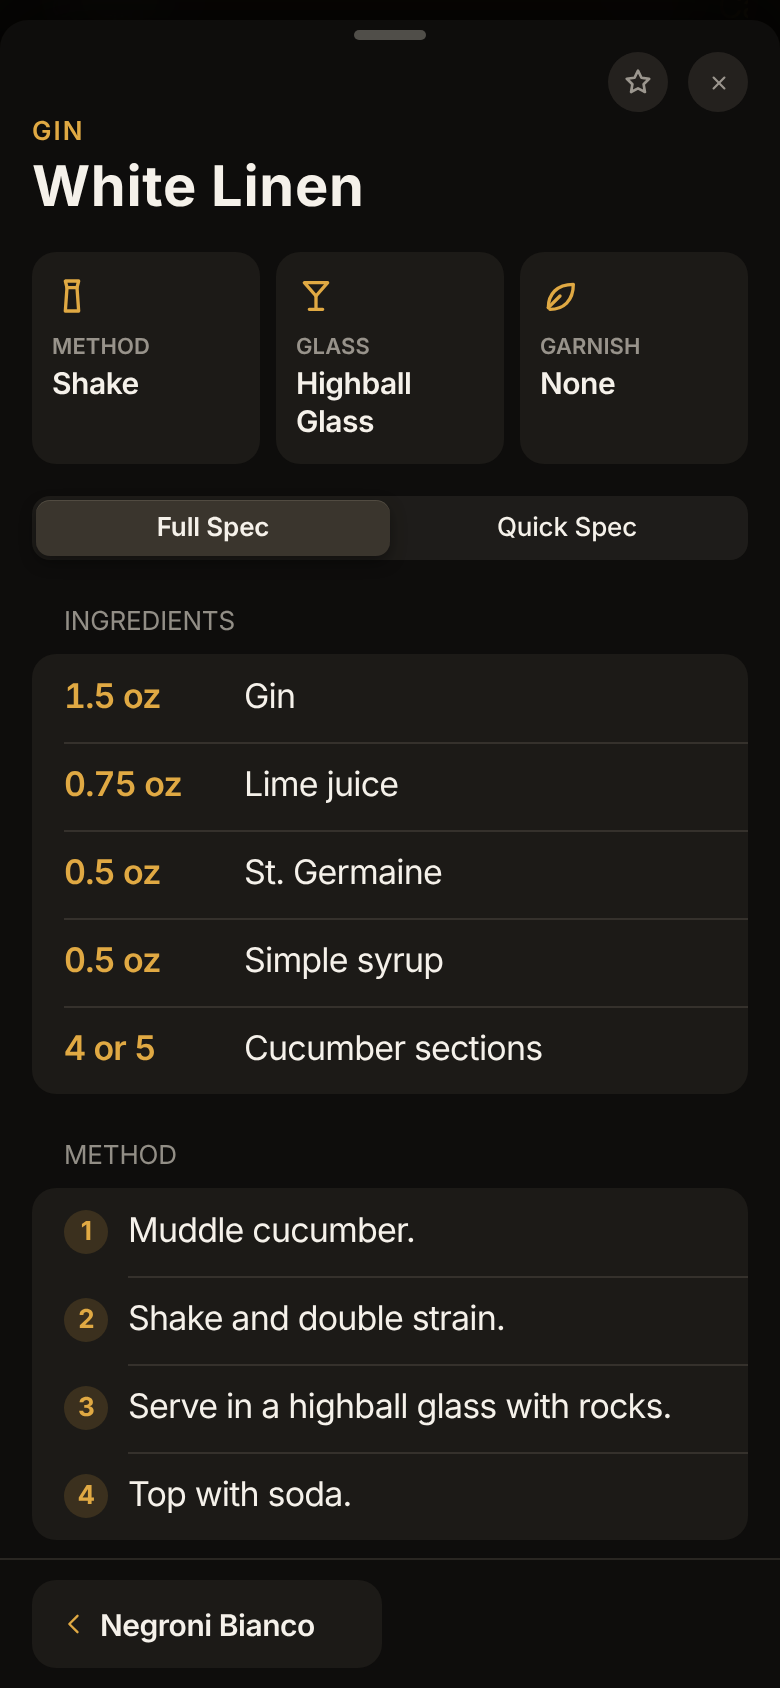 GIN
White Linen
METHOD
Shake
GLASS
Highball
Glass
GARNISH
None
Full Spec
Quick Spec
INGREDIENTS
1.5 oz Gin
0.75 oz Lime juice
0.5 oz St. Germaine
0.5 oz Simple syrup
4 or 5 Cucumber sections
METHOD
1 Muddle cucumber.
2 Shake and double strain.
3 Serve in a highball glass with rocks.
4 Top with soda.
Negroni Bianco